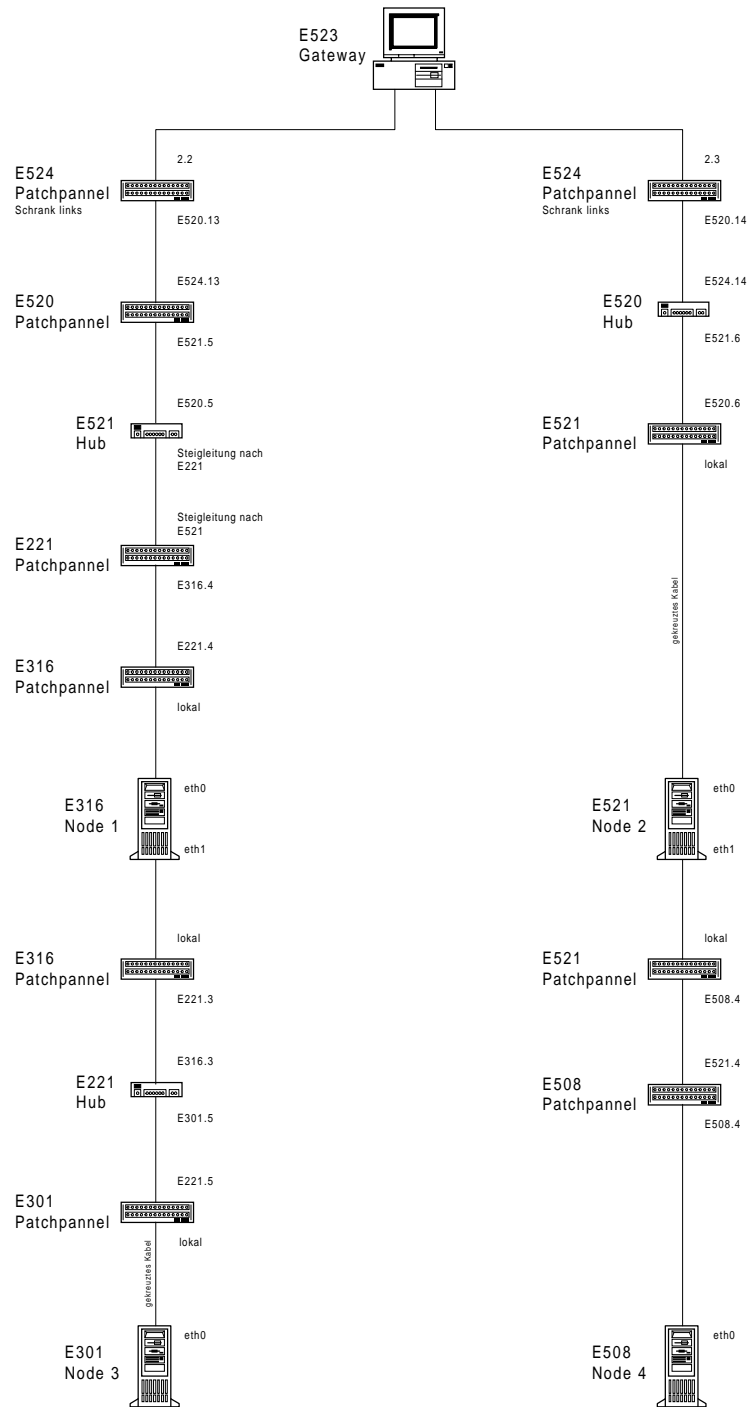 E523
Gateway
2.2
E524
Patchpannel
Schrank links
E520.13
E524.13
E520
Patchpannel
E521.5
E520.5
E521
Hub
Steigleitung nach
E221
Steigleitung nach
E521
E221
Patchpannel
E316.4
E221.4
E316
Patchpannel
lokal
eth0
E316
Node 1
eth1
lokal
E316
Patchpannel
E221.3
E316.3
E221
Hub
E301.5
E221.5
E301
Patchpannel
lokal
gekreuztes Kabel
eth0
E301
Node 3
2.3
E524
Patchpannel
Schrank links
E520.14
E524.14
E520
Hub
E521.6
E520.6
E521
Patchpannel
lokal
gekreuztes Kabel
eth0
E521
Node 2
eth1
lokal
E521
Patchpannel
E508.4
E521.4
E508
Patchpannel
E508.4
eth0
E508
Node 4